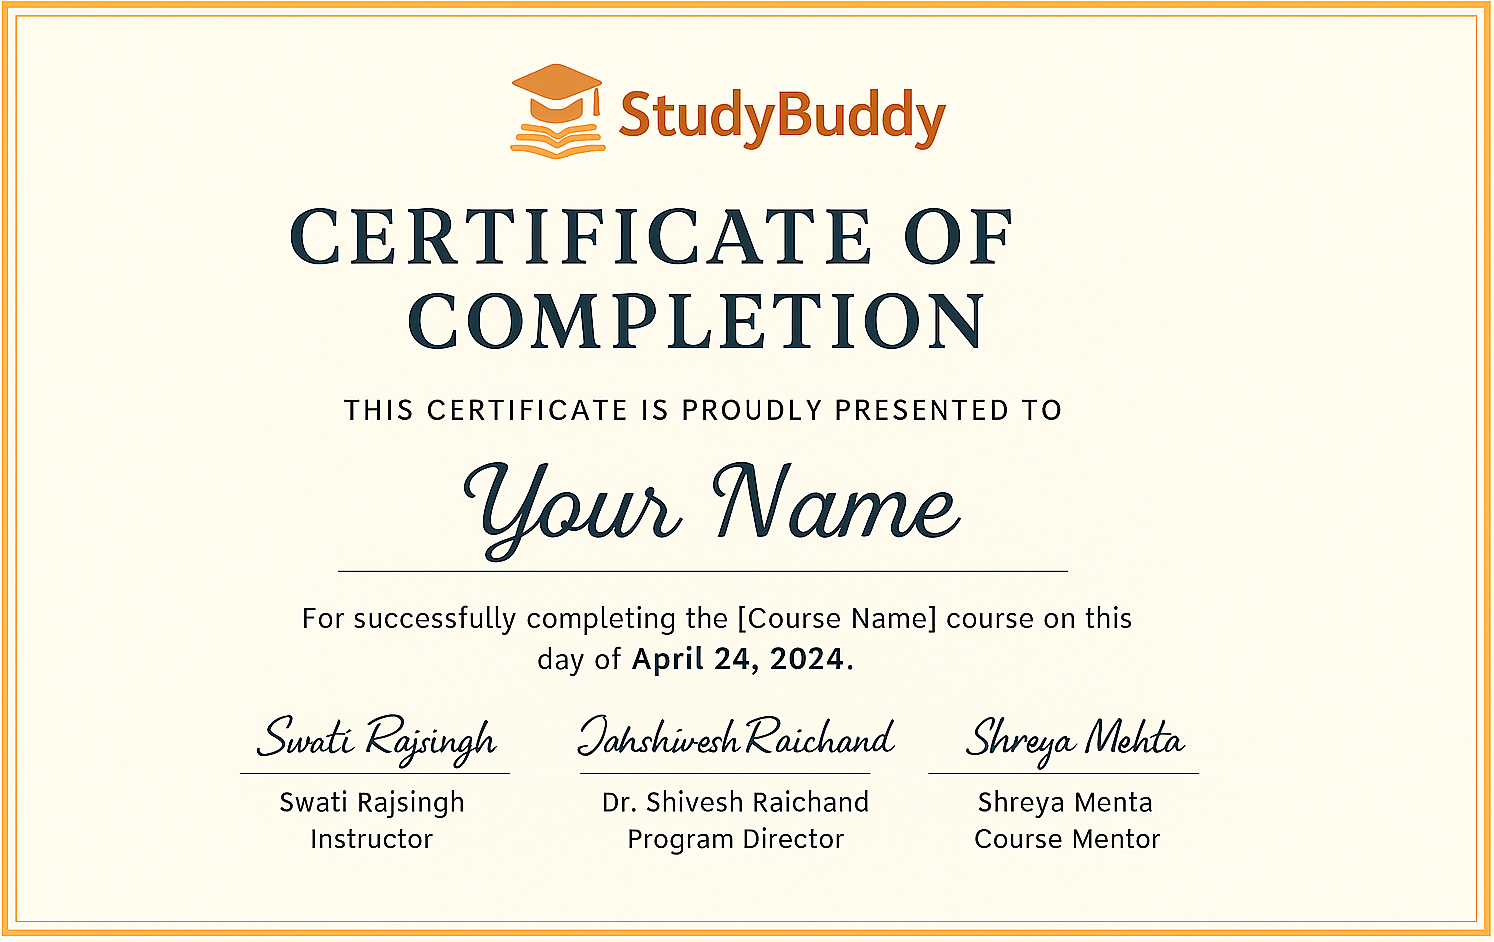 StudyBuddy
CERTIFICATE OF
COMPLETION
THIS CERTIFICATE IS PROUDLY PRESENTED TO
Your Name
For successfully completing the [Course Name] course on this
day of April 24, 2024.
Swati Rajsingh
Jahshivesh Raichand
Shreya Mehta
Swati Rajsingh
Dr. Shivesh Raichand
Shreya Menta
Instructor
Program Director
Course Mentor